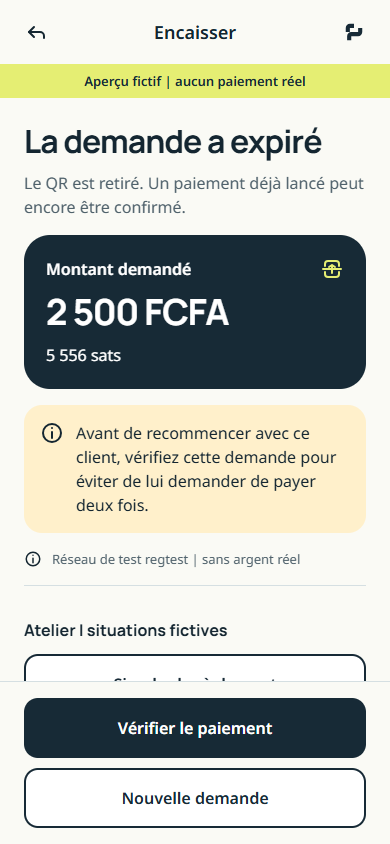 Encaisser
Aperçu fictif | aucun paiement réel
La demande a expiré
Le QR est retiré. Un paiement déjà lancé peut
encore être confirmé.
Montant demandé
2 500 FCFA
5 556 sats
Avant de recommencer avec ce
client, vérifiez cette demande pour
éviter de lui demander de payer
deux fois.
Réseau de test regtest | sans argent réel
Atelier | situations fictives
Vérifier le paiement
Nouvelle demande